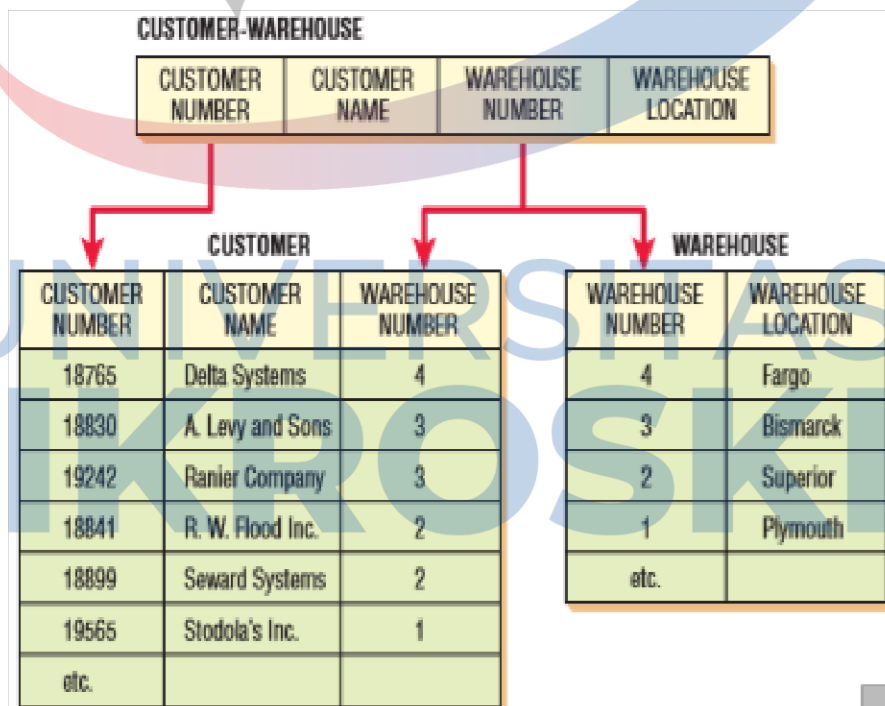 CUSTOMER-WAREHOUSE
CUSTOMER NUMBER CUSTOMER NAME WAREHOUSE NUMBER WAREHOUSE LOCATION
CUSTOMER
CUSTOMER NUMBER CUSTOMER NAME WAREHOUSE NUMBER
18765 Delta Systems 4
18830 A. Levy and Sons 3
19242 Ranier Company 3
18841 R. W. Flood Inc. 2
18899 Seward Systems 2
19565 Stodola's Inc. 1
etc.
WAREHOUSE
WAREHOUSE NUMBER WAREHOUSE LOCATION
4 Fargo
3 Bismarck
2 Superior
1 Plymouth
etc.
UNIVERSITAS
IKROSKI